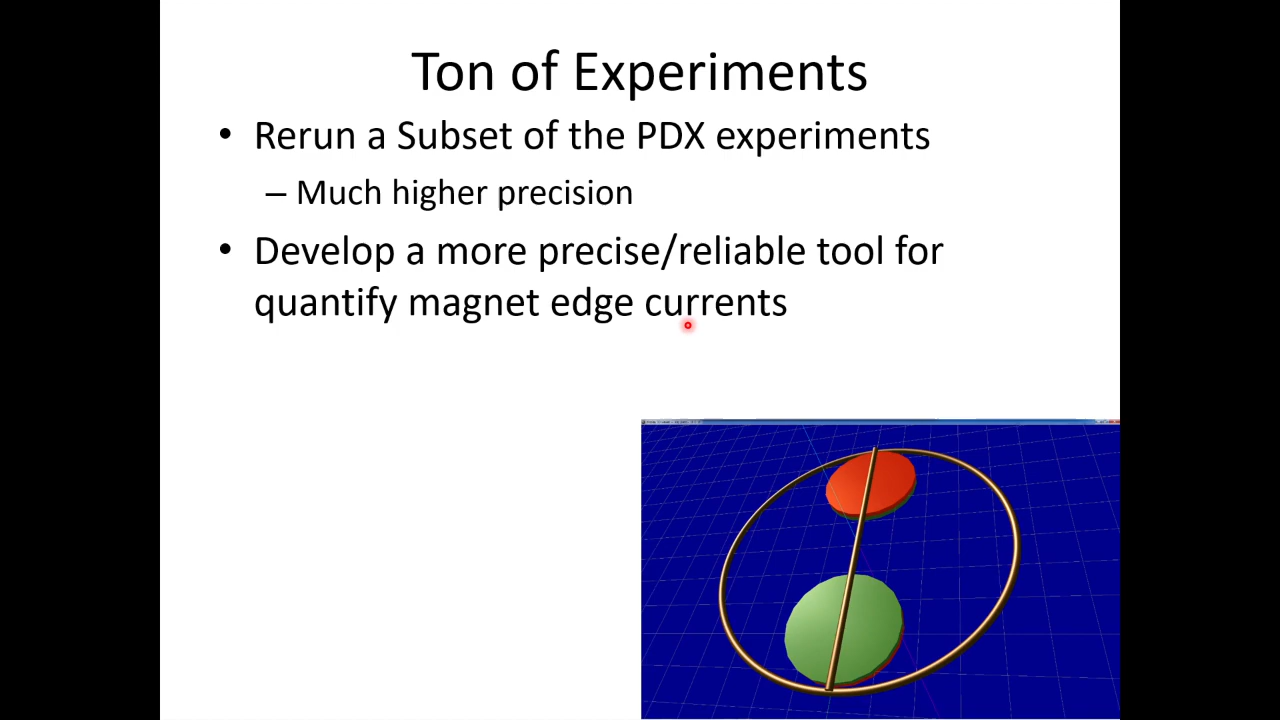 Ton of Experiments
• Rerun a Subset of the PDX experiments
– Much higher precision
• Develop a more precise/reliable tool for
quantify magnet edge currents